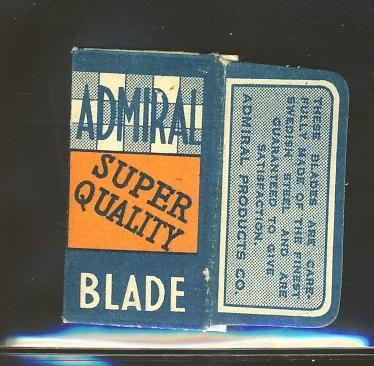 ADMIRAL
SUPER
QUALITY
BLADE
THESE BLADES ARE CARE-
FULLY MADE OF THE FINEST
SWEDISH STEEL AND ARE
GUARANTEED TO GIVE
SATISFACTION.
ADMIRAL PRODUCTS CO.